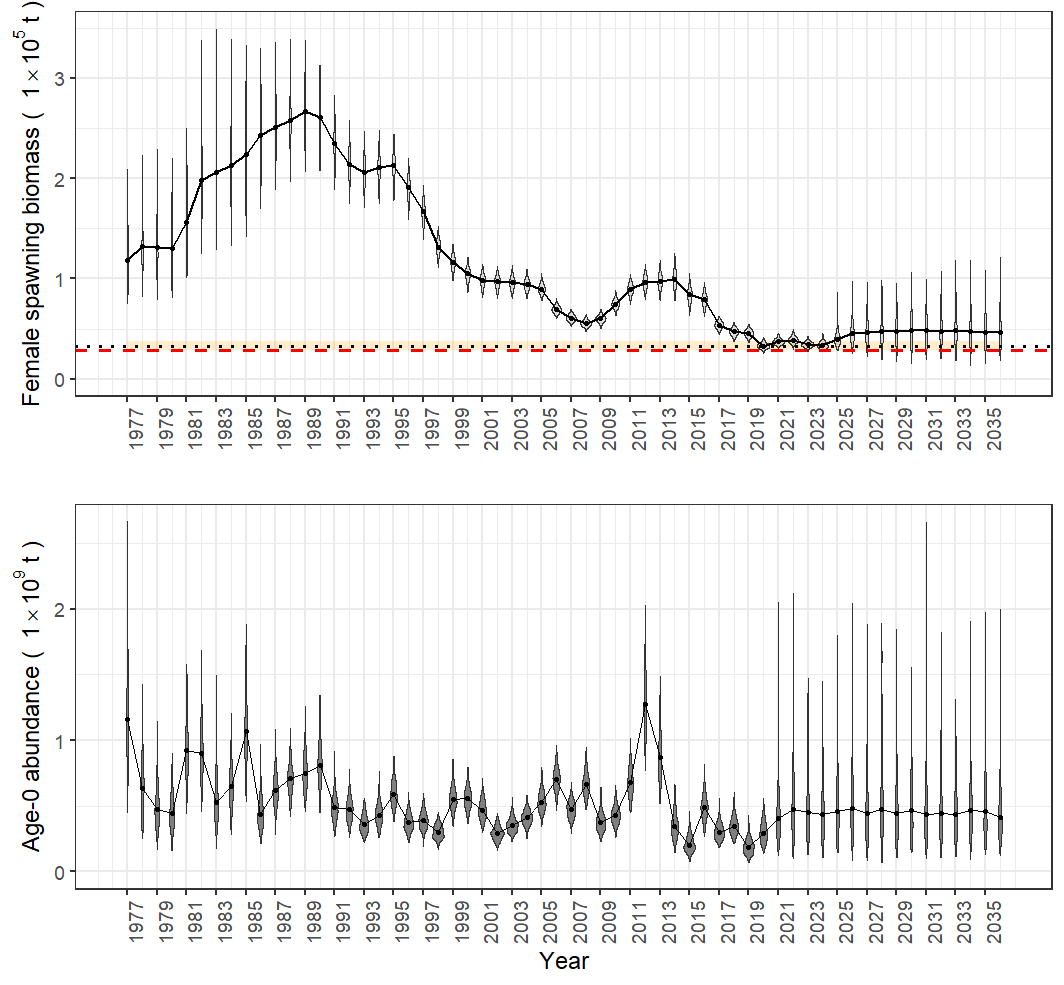 Female spawning biomass ( 1×10⁵ t )
3
2
1
0
1977 1979 1981 1983 1985 1987 1989 1991 1993 1995 1997 1999 2001 2003 2005 2007 2009 2011 2013 2015 2017 2019 2021 2023 2025 2027 2029 2031 2033 2035
Age-0 abundance ( 1×10⁹ t )
2
1
0
1977 1979 1981 1983 1985 1987 1989 1991 1993 1995 1997 1999 2001 2003 2005 2007 2009 2011 2013 2015 2017 2019 2021 2023 2025 2027 2029 2031 2033 2035
Year